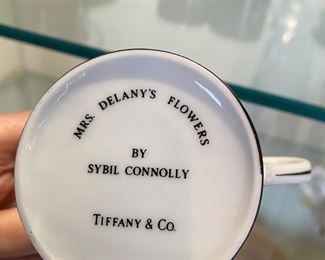 MRS. DELANY'S FLOWERS
BY
SYBIL CONNOLLY
TIFFANY & CO.